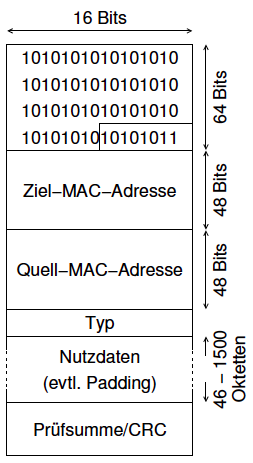 16 Bits
1010101010101010
1010101010101010
1010101010101010
1010101010101011
64 Bits
Ziel–MAC–Adresse
48 Bits
Quell–MAC–Adresse
48 Bits
Typ
Nutzdaten
(evtl. Padding)
46 – 1500
Oktetten
Prüfsumme/CRC